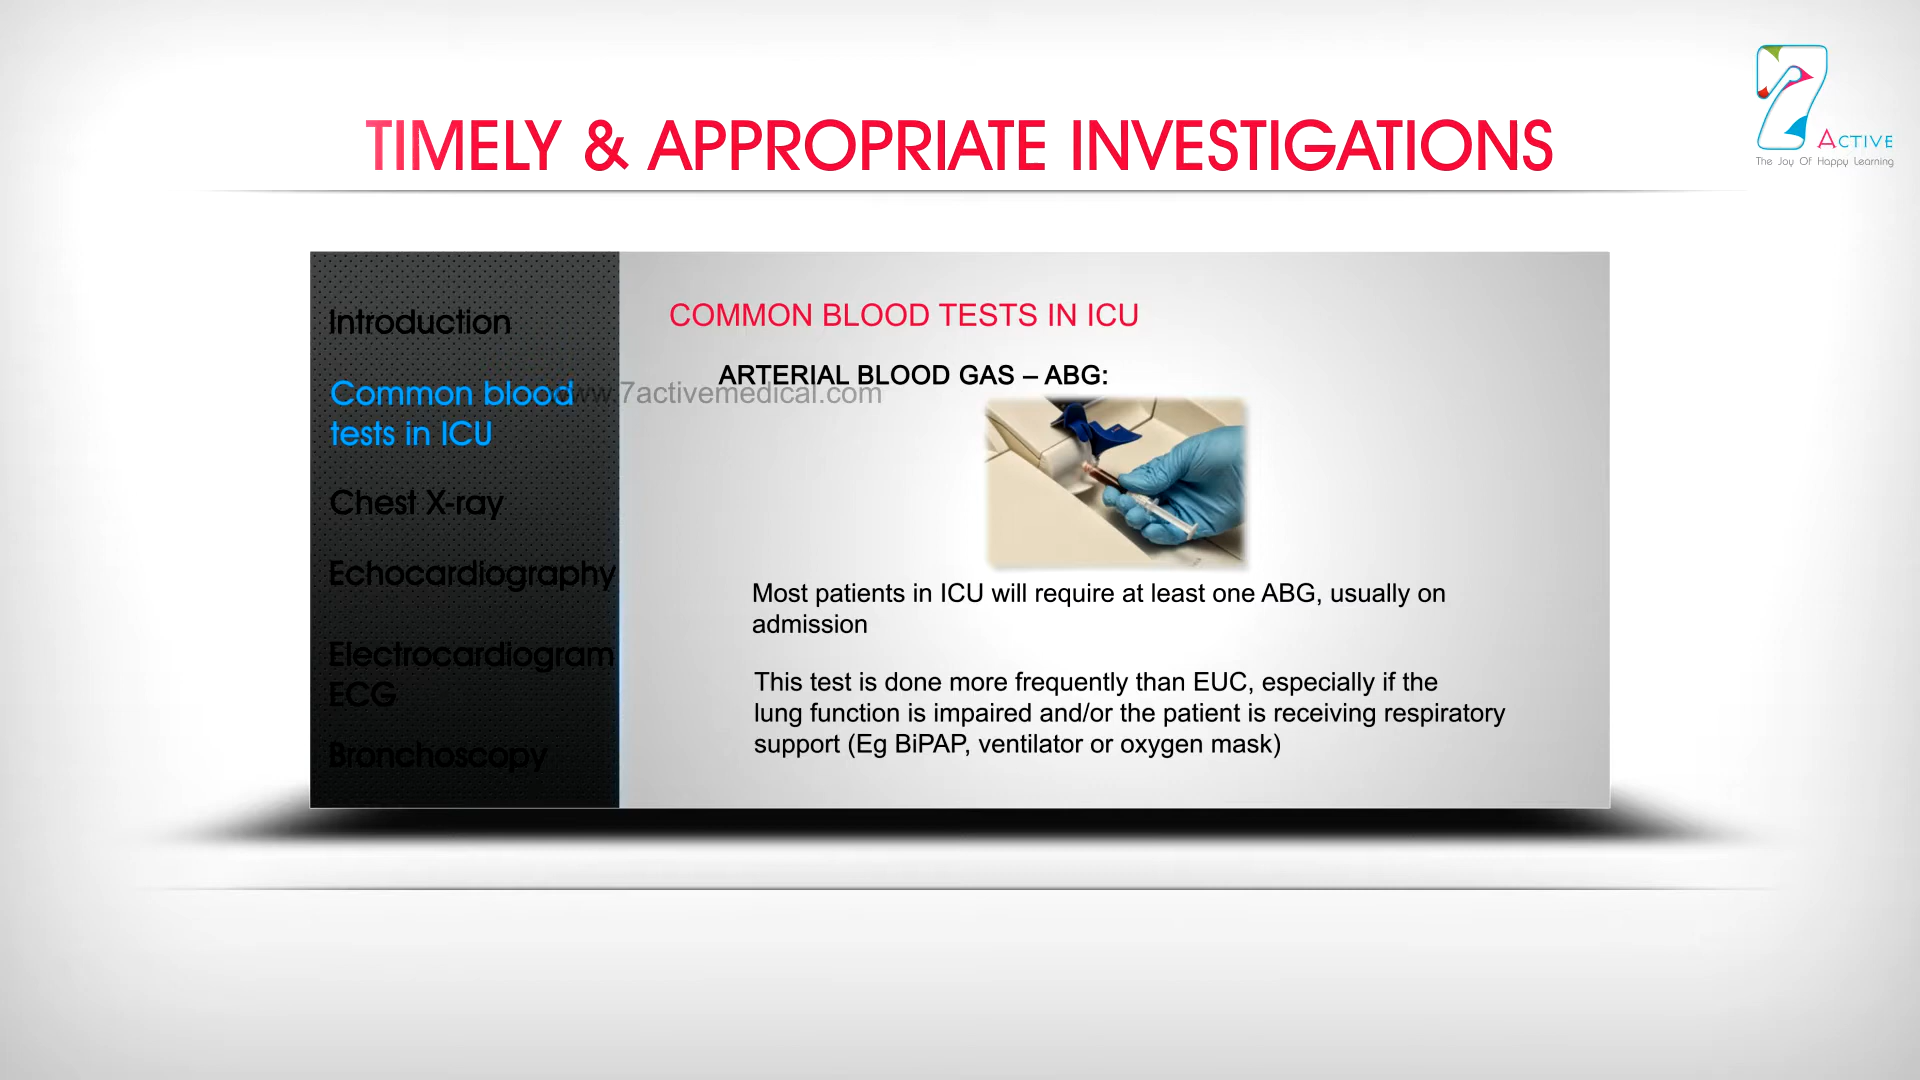 TIMELY & APPROPRIATE INVESTIGATIONS
7
ACTIVE
The Joy Of Happy Learning
Introduction
Common blood
tests in ICU
Chest X-ray
Echocardiography
Electrocardiogram
ECG
Bronchoscopy
COMMON BLOOD TESTS IN ICU
ARTERIAL BLOOD GAS – ABG:
www.7activemedical.com
Most patients in ICU will require at least one ABG, usually on
admission
This test is done more frequently than EUC, especially if the
lung function is impaired and/or the patient is receiving respiratory
support (Eg BiPAP, ventilator or oxygen mask)